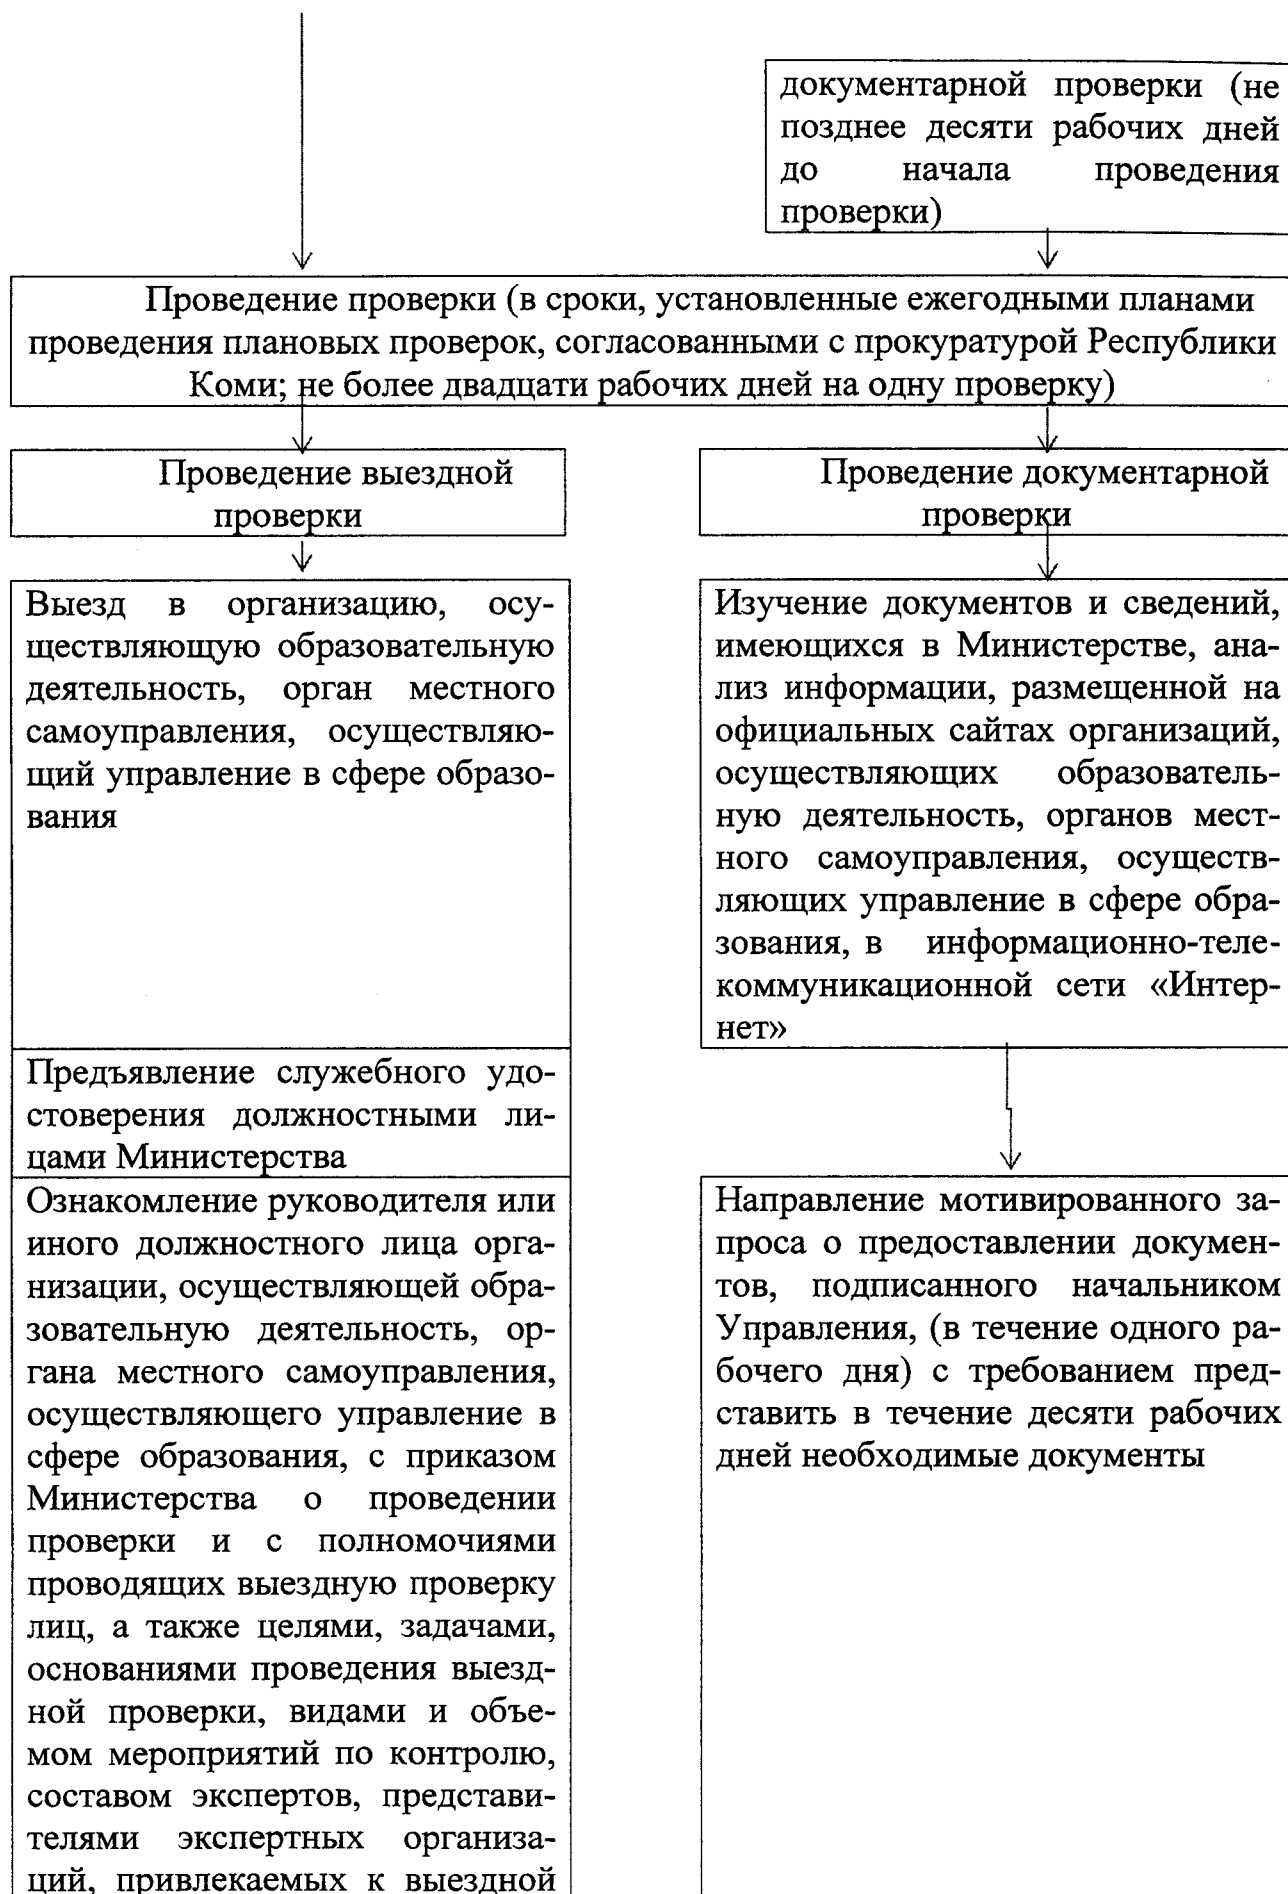 документарной проверки (не
позднее десяти рабочих дней
до начала проведения
проверки)
Проведение проверки (в сроки, установленные ежегодными планами
проведения плановых проверок, согласованными с прокуратурой Республики
Коми; не более двадцати рабочих дней на одну проверку)
Проведение выездной
проверки
Проведение документарной
проверки
Выезд в организацию, осу-
ществляющую образовательную
деятельность, орган местного
самоуправления, осуществляю-
щий управление в сфере образо-
вания
Изучение документов и сведений,
имеющихся в Министерстве, ана-
лиз информации, размещенной на
официальных сайтах организаций,
осуществляющих образователь-
ную деятельность, органов мест-
ного самоуправления, осуществ-
ляющих управление в сфере обра-
зования, в информационно-теле-
коммуникационной сети «Интер-
нет»
Предъявление служебного удо-
стоверения должностными ли-
цами Министерства
Ознакомление руководителя или
иного должностного лица орга-
низации, осуществляющей обра-
зовательную деятельность, ор-
гана местного самоуправления,
осуществляющего управление в
сфере образования, с приказом
Министерства о проведении
проверки и с полномочиями
проводящих выездную проверку
лиц, а также целями, задачами,
основаниями проведения выезд-
ной проверки, видами и объе-
мом мероприятий по контролю,
составом экспертов, представи-
телями экспертных организа-
ций, привлекаемых к выездной
Направление мотивированного за-
проса о предоставлении докумен-
тов, подписанного начальником
Управления, (в течение одного ра-
бочего дня) с требованием пред-
ставить в течение десяти рабочих
дней необходимые документы